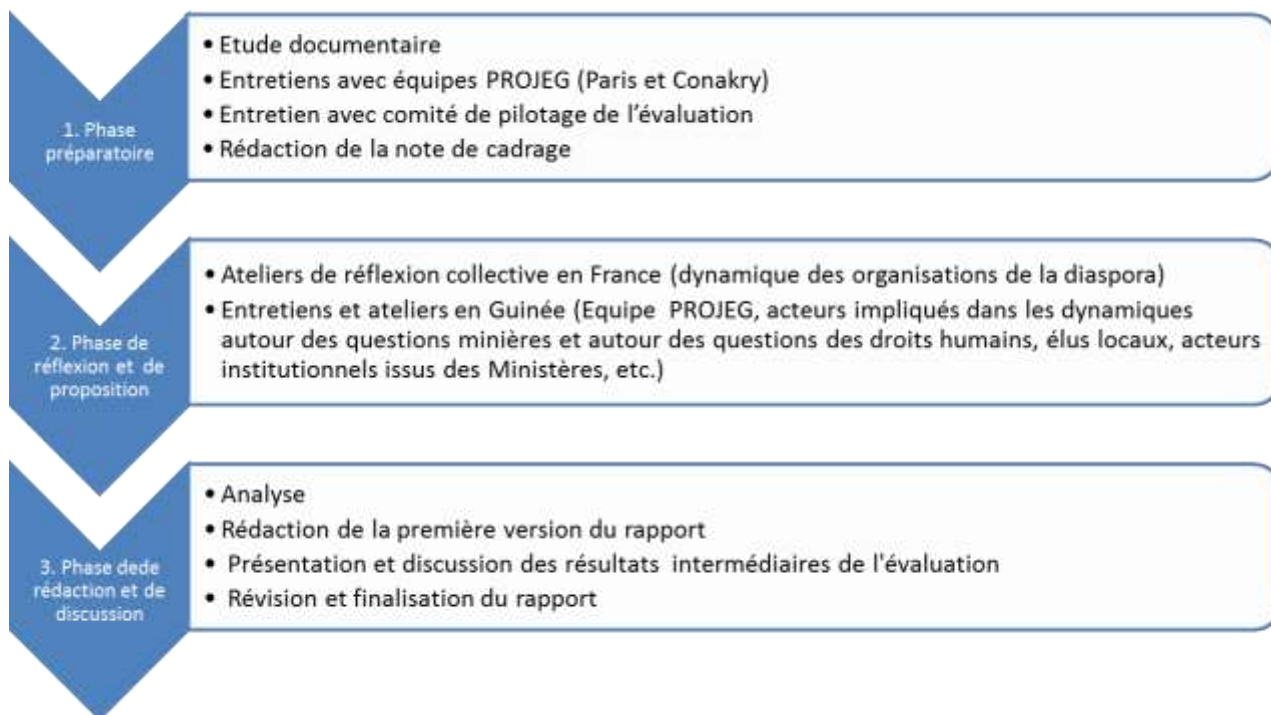 1. Phase
préparatoire
• Etude documentaire
• Entretiens avec équipes PROJEG (Paris et Conakry)
• Entretien avec comité de pilotage de l’évaluation
• Rédaction de la note de cadrage
2. Phase de
réflexion et de
proposition
• Ateliers de réflexion collective en France (dynamique des organisations de la diaspora)
• Entretiens et ateliers en Guinée (Equipe PROJEG, acteurs impliqués dans les dynamiques
autour des questions minières et autour des questions des droits humains, élus locaux, acteurs
institutionnels issus des Ministères, etc.)
3. Phase dede
rédaction et de
discussion
• Analyse
• Rédaction de la première version du rapport
• Présentation et discussion des résultats intermédiaires de l'évaluation
• Révision et finalisation du rapport